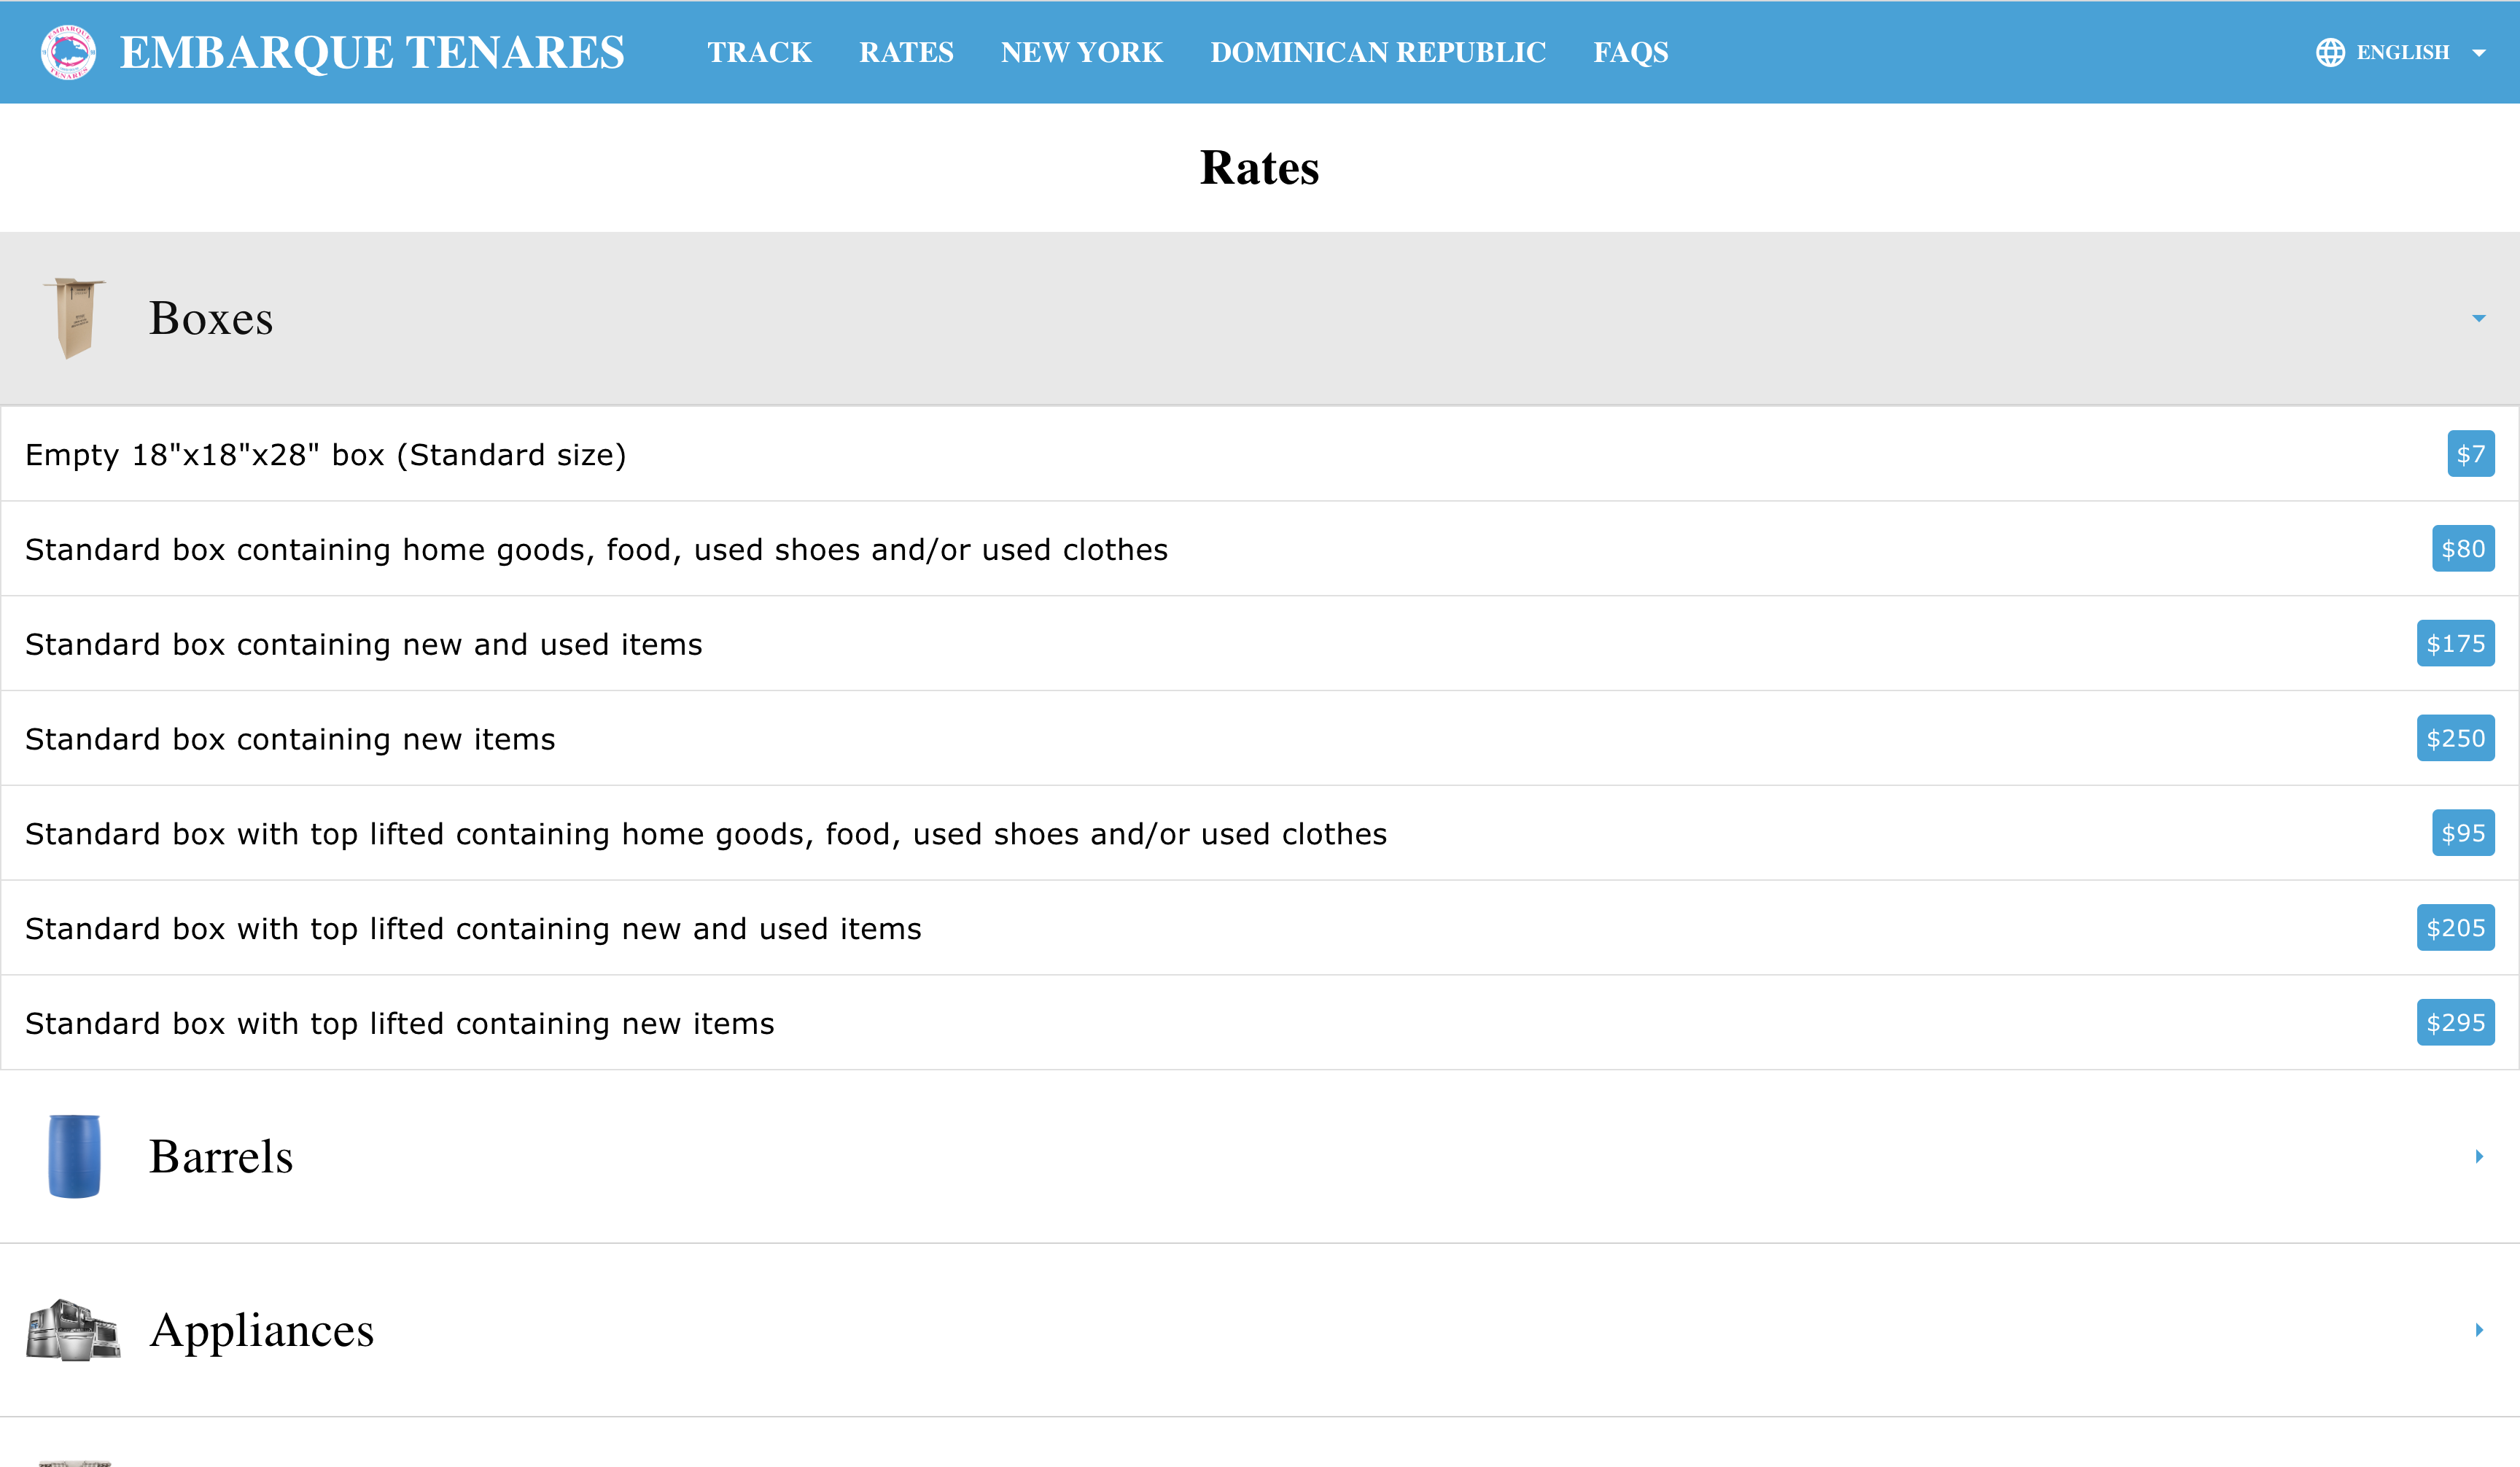 EMBARQUE TENARES
TRACK
RATES
NEW YORK
DOMINICAN REPUBLIC
FAQS
ENGLISH
Rates
Boxes
Empty 18"x18"x28" box (Standard size)
$7
Standard box containing home goods, food, used shoes and/or used clothes
$80
Standard box containing new and used items
$175
Standard box containing new items
$250
Standard box with top lifted containing home goods, food, used shoes and/or used clothes
$95
Standard box with top lifted containing new and used items
$205
Standard box with top lifted containing new items
$295
Barrels
Appliances